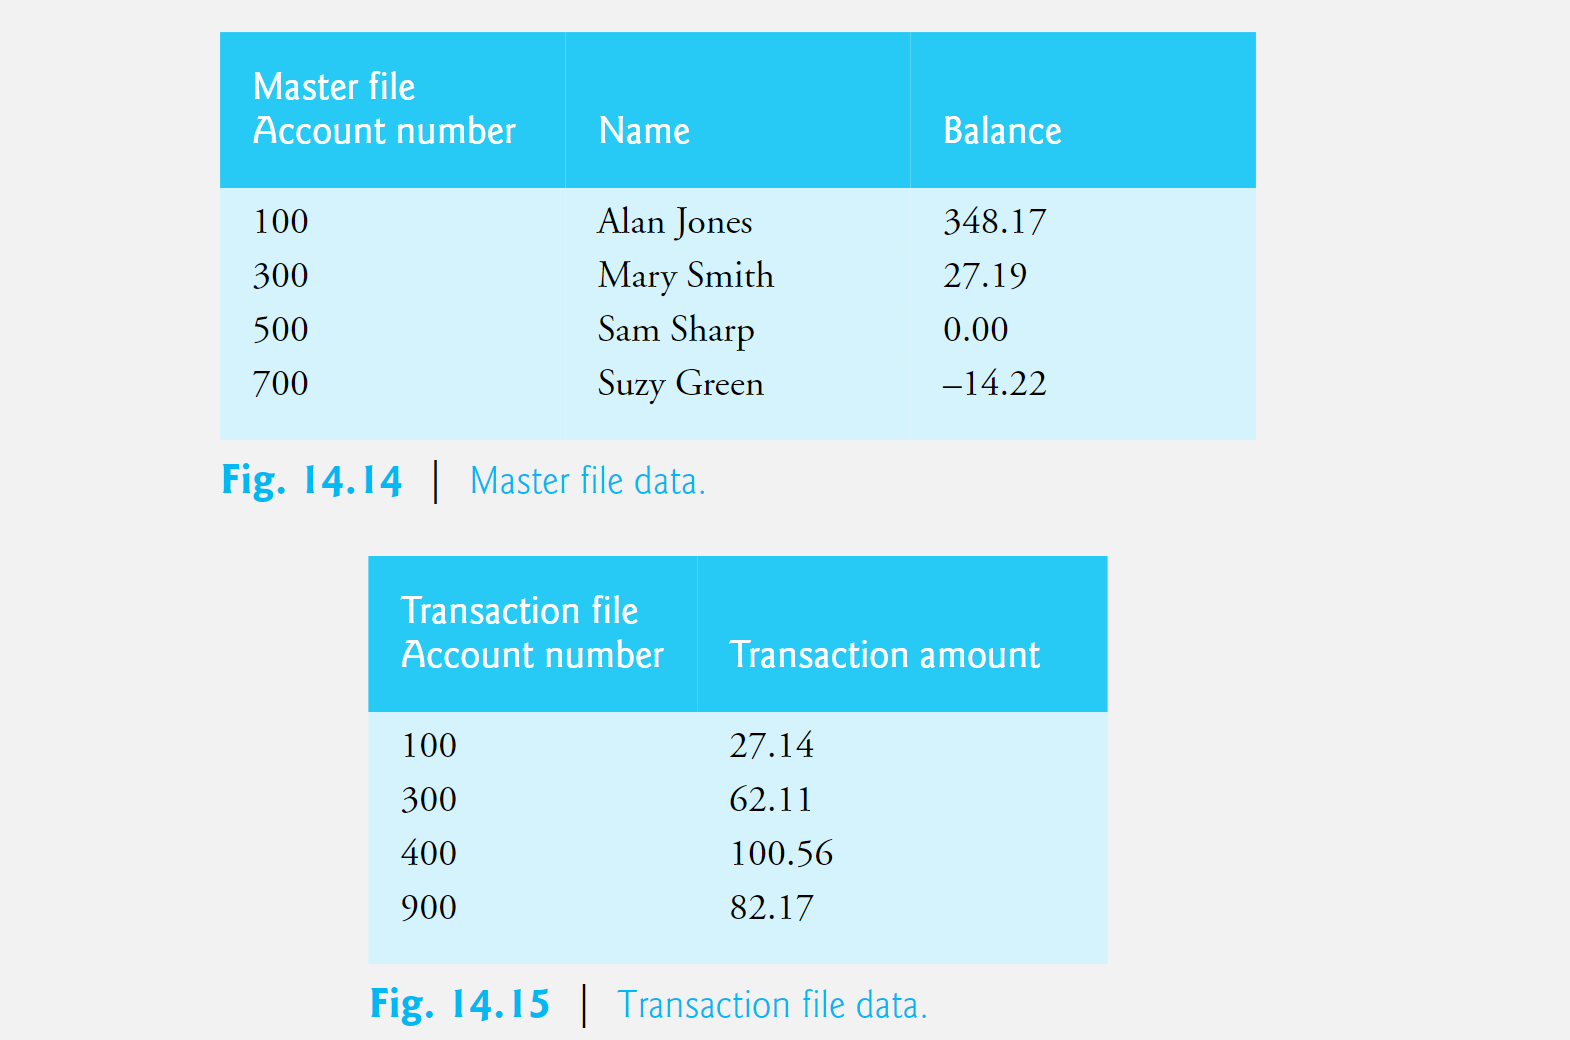 Master file
Account number Name Balance
100 Alan Jones 348.17
300 Mary Smith 27.19
500 Sam Sharp 0.00
700 Suzy Green –14.22
Fig. 14.14 | Master file data.
Transaction file
Account number Transaction amount
100 27.14
300 62.11
400 100.56
900 82.17
Fig. 14.15 | Transaction file data.